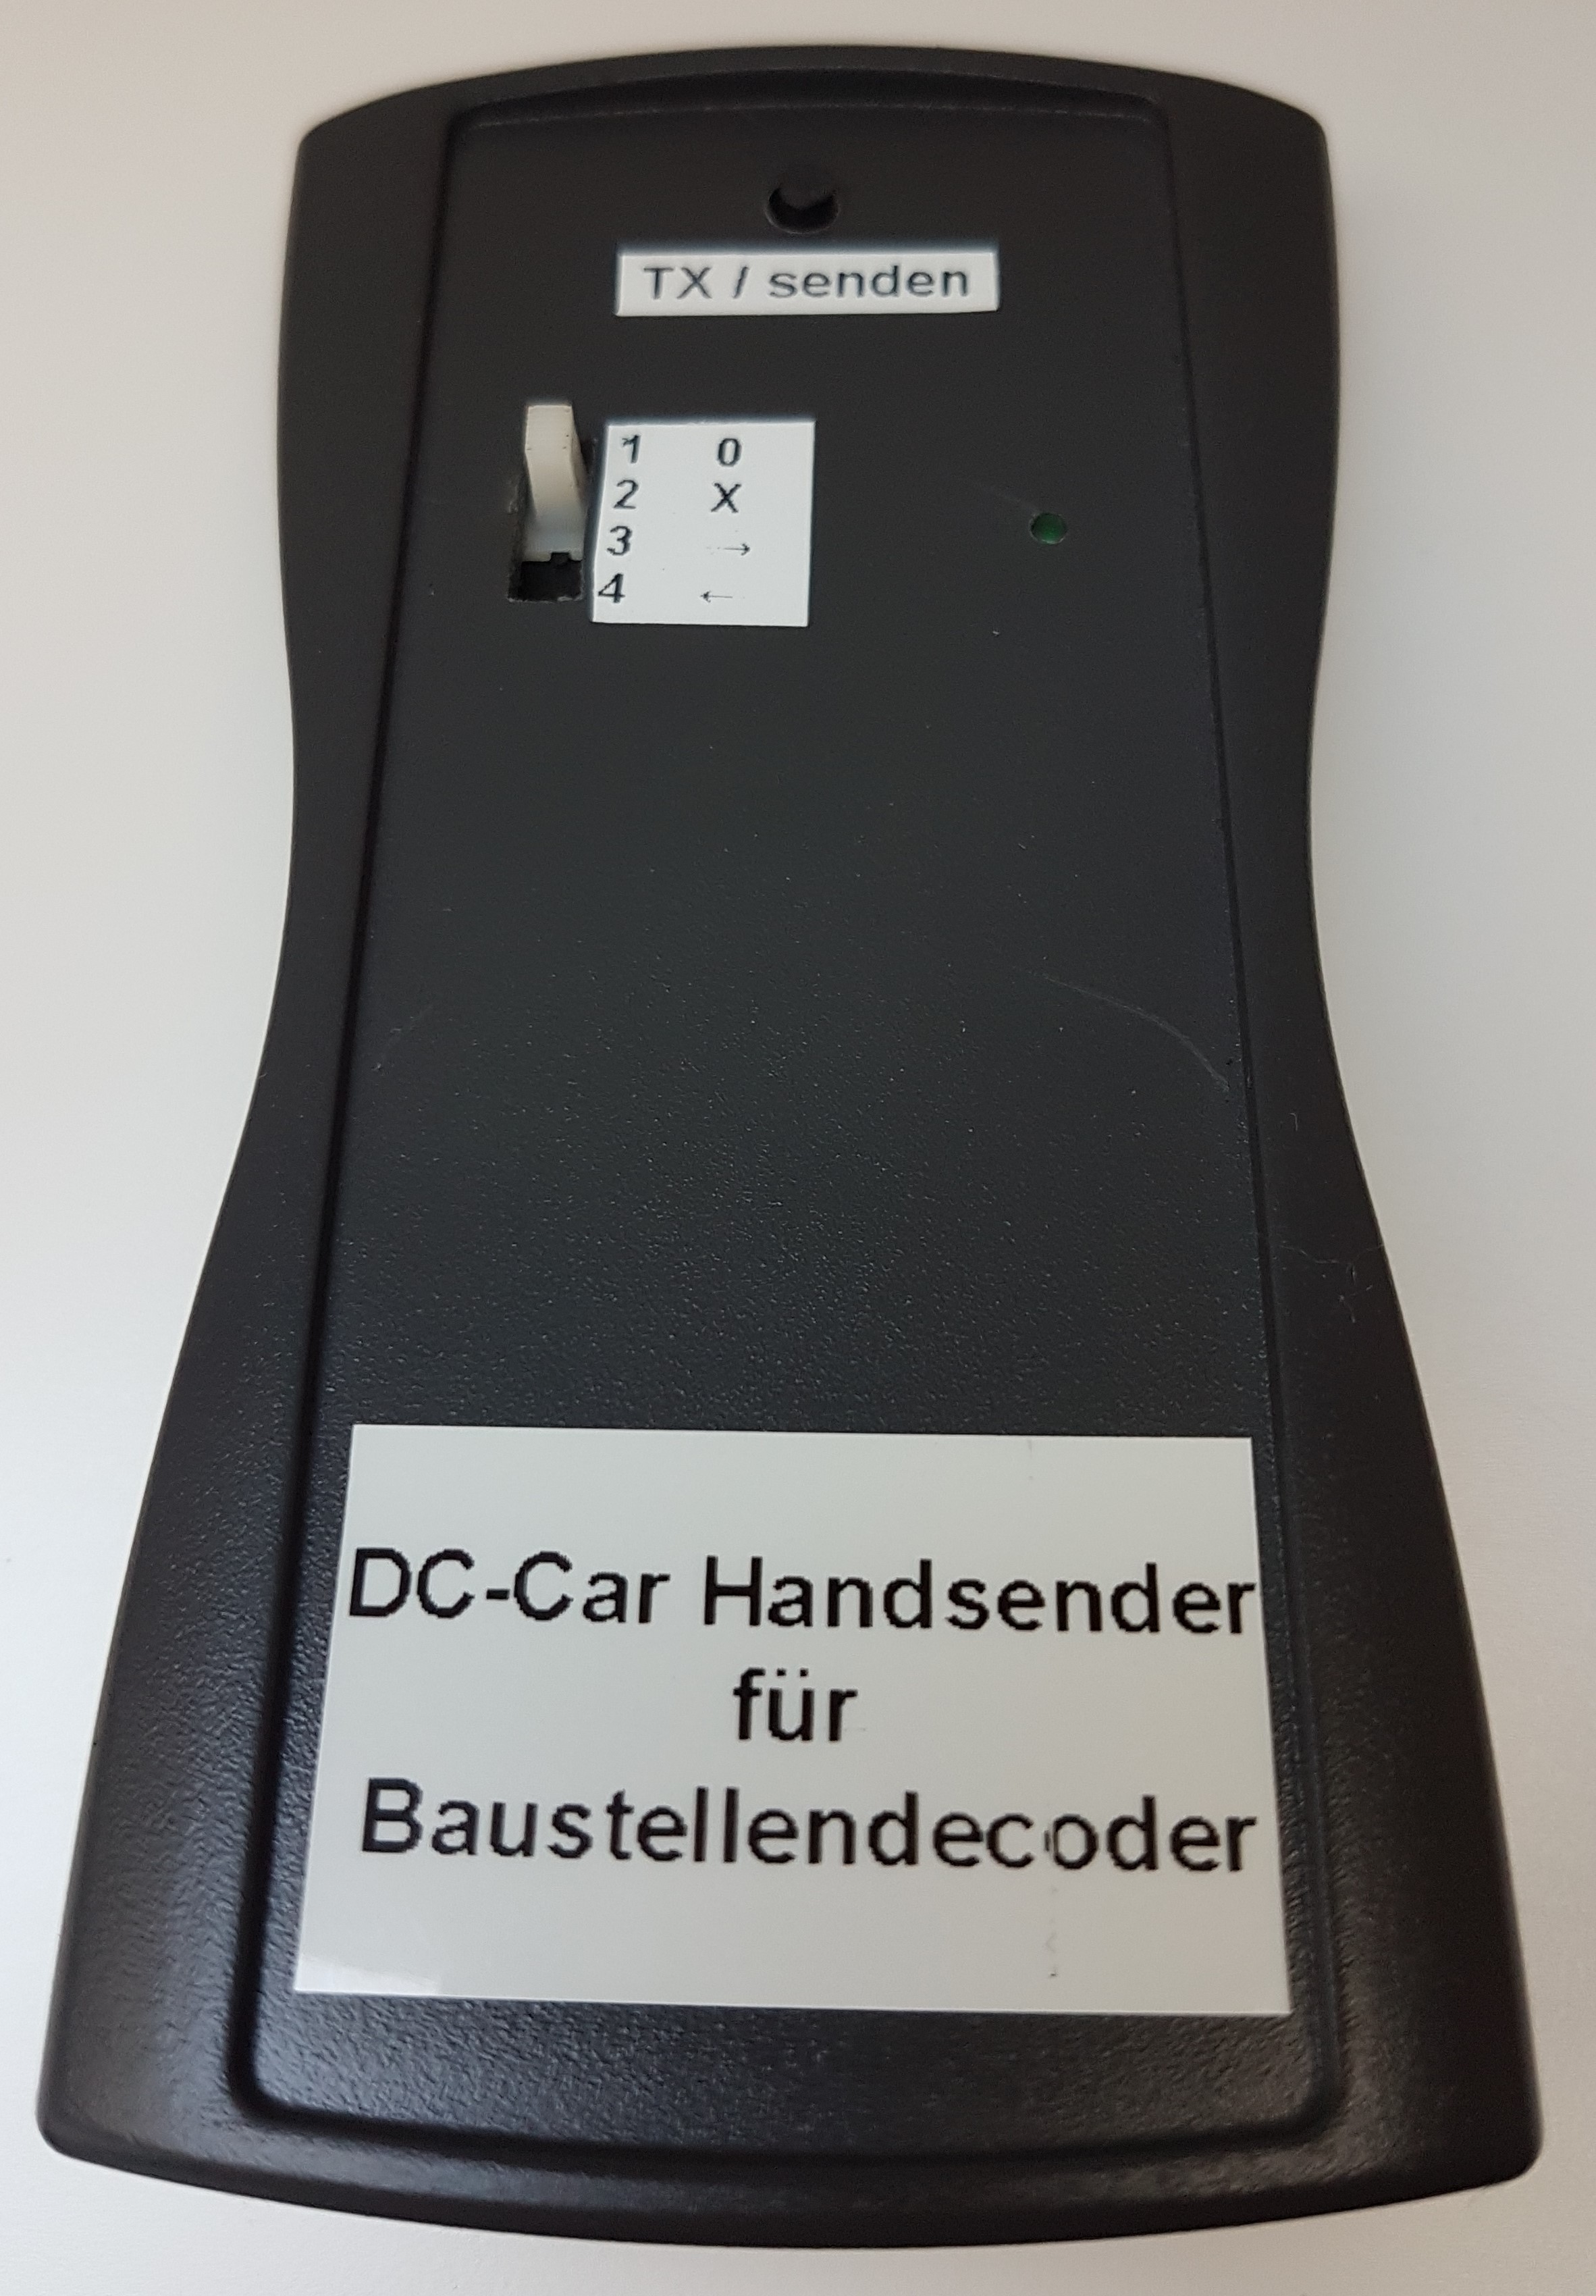 TX / senden
1 0
2 X
3 →
4 ←
DC-Car Handsender
für
Baustellendecoder